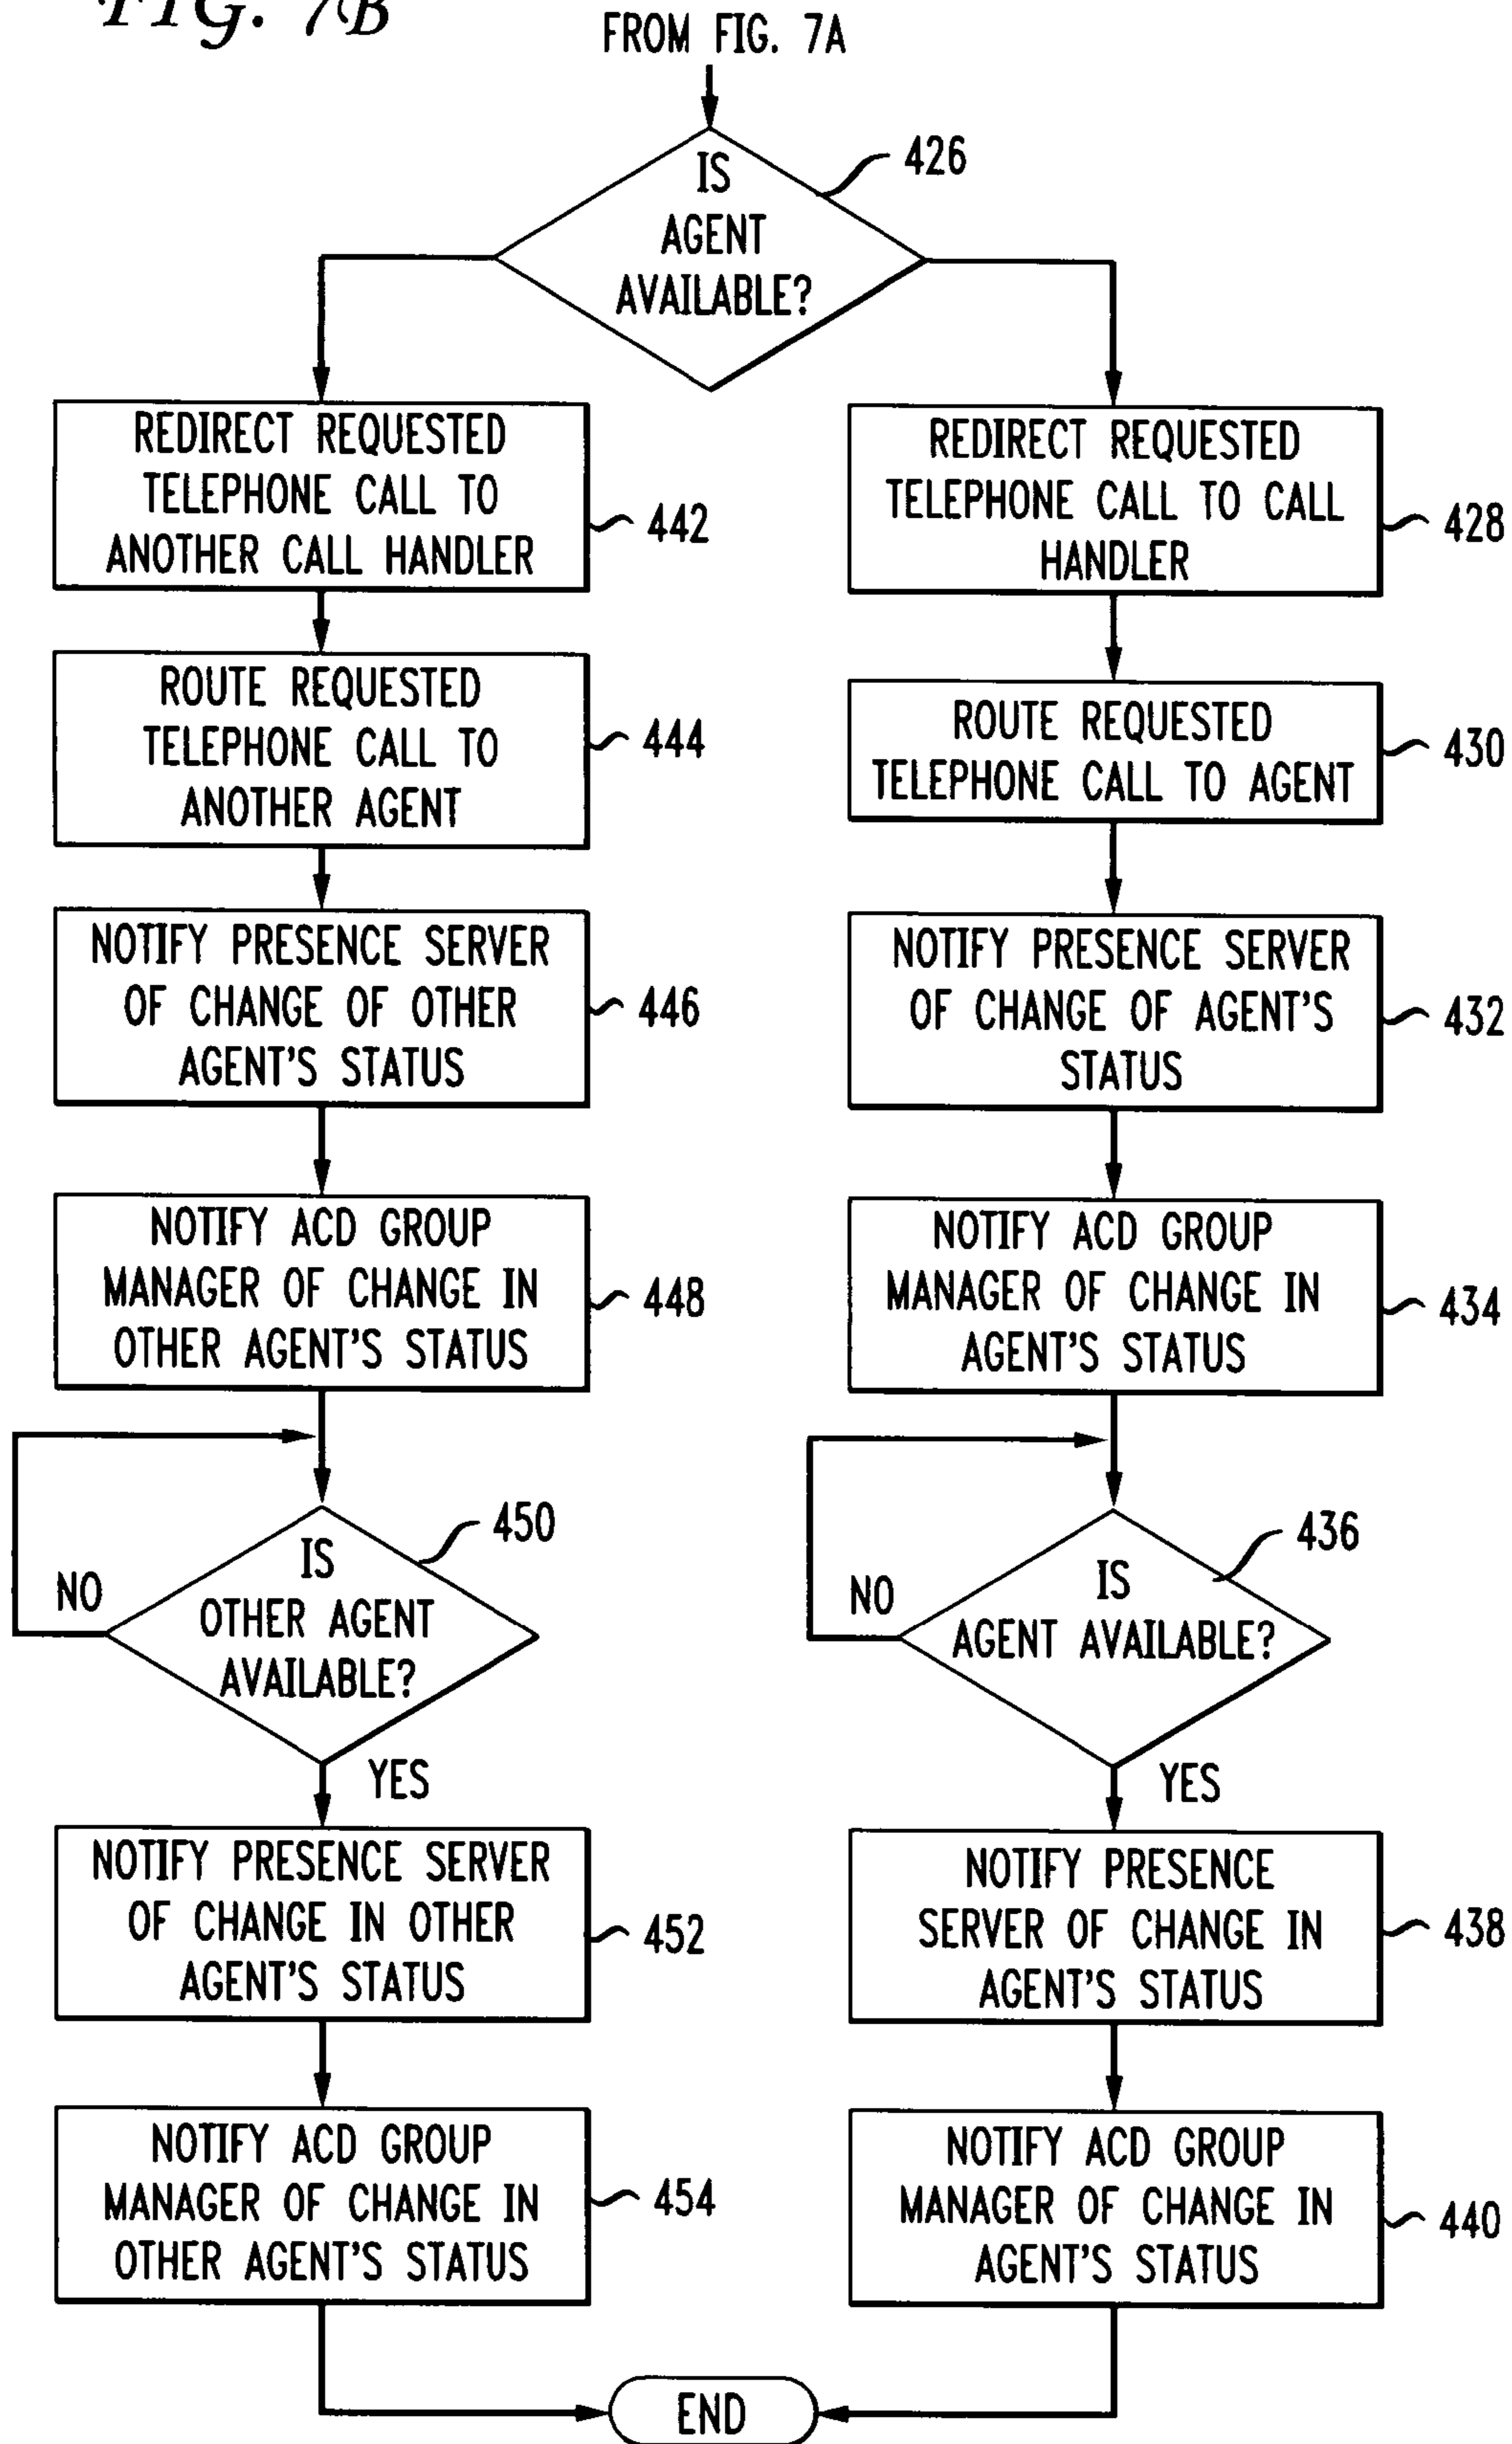 FIG. 7B
FROM FIG. 7A
IS
AGENT
AVAILABLE?
426
REDIRECT REQUESTED
TELEPHONE CALL TO
ANOTHER CALL HANDLER
442
REDIRECT REQUESTED
TELEPHONE CALL TO CALL
HANDLER
428
ROUTE REQUESTED
TELEPHONE CALL TO
ANOTHER AGENT
444
ROUTE REQUESTED
TELEPHONE CALL TO AGENT
430
NOTIFY PRESENCE SERVER
OF CHANGE OF OTHER
AGENT'S STATUS
446
NOTIFY PRESENCE SERVER
OF CHANGE OF AGENT'S
STATUS
432
NOTIFY ACD GROUP
MANAGER OF CHANGE IN
OTHER AGENT'S STATUS
448
NOTIFY ACD GROUP
MANAGER OF CHANGE IN
AGENT'S STATUS
434
IS
OTHER AGENT
AVAILABLE?
450
NO
YES
IS
AGENT AVAILABLE?
436
NO
YES
NOTIFY PRESENCE SERVER
OF CHANGE IN OTHER
AGENT'S STATUS
452
NOTIFY PRESENCE
SERVER OF CHANGE IN
AGENT'S STATUS
438
NOTIFY ACD GROUP
MANAGER OF CHANGE IN
OTHER AGENT'S STATUS
454
NOTIFY ACD GROUP
MANAGER OF CHANGE IN
AGENT'S STATUS
440
END